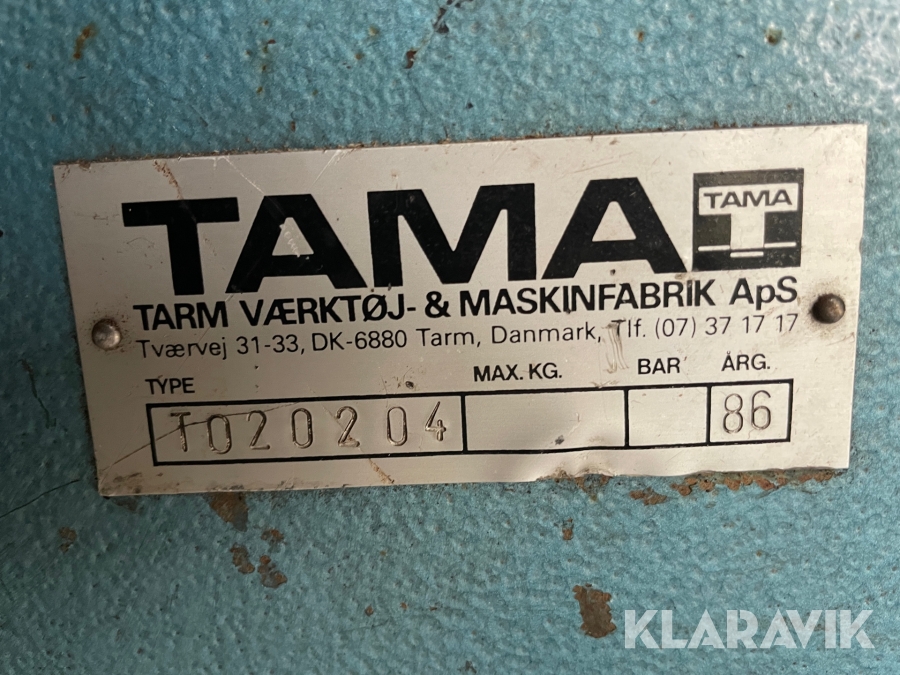 TAMA
TAMA
TARM VÆRKTØJ- & MASKINFABRIK ApS
Tværvej 31-33, DK-6880 Tarm, Danmark, Tlf. (07) 37 17 17
TYPE MAX. KG. BAR ÅRG.
T020204 86
KLARAVIK